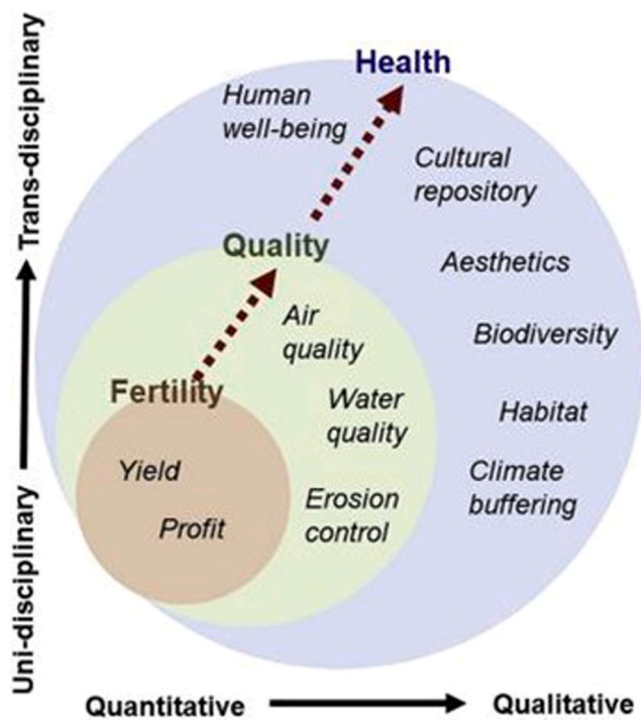 Health
Human
well-being
Cultural
repository
Quality
Aesthetics
Air
quality
Biodiversity
Fertility
Water
quality
Habitat
Yield
Profit
Erosion
control
Climate
buffering
Trans-disciplinary
Uni-disciplinary
Quantitative
Qualitative